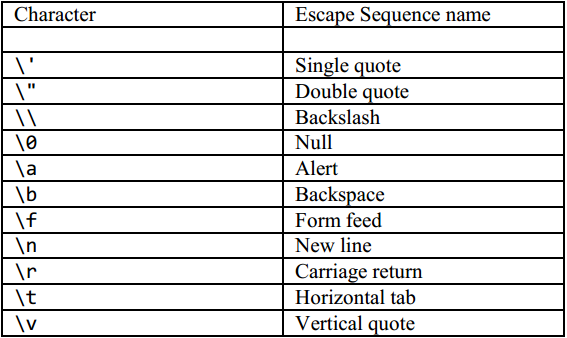 Character Escape Sequence name
\' Single quote
\" Double quote
\\ Backslash
\0 Null
\a Alert
\b Backspace
\f Form feed
\n New line
\r Carriage return
\t Horizontal tab
\v Vertical quote